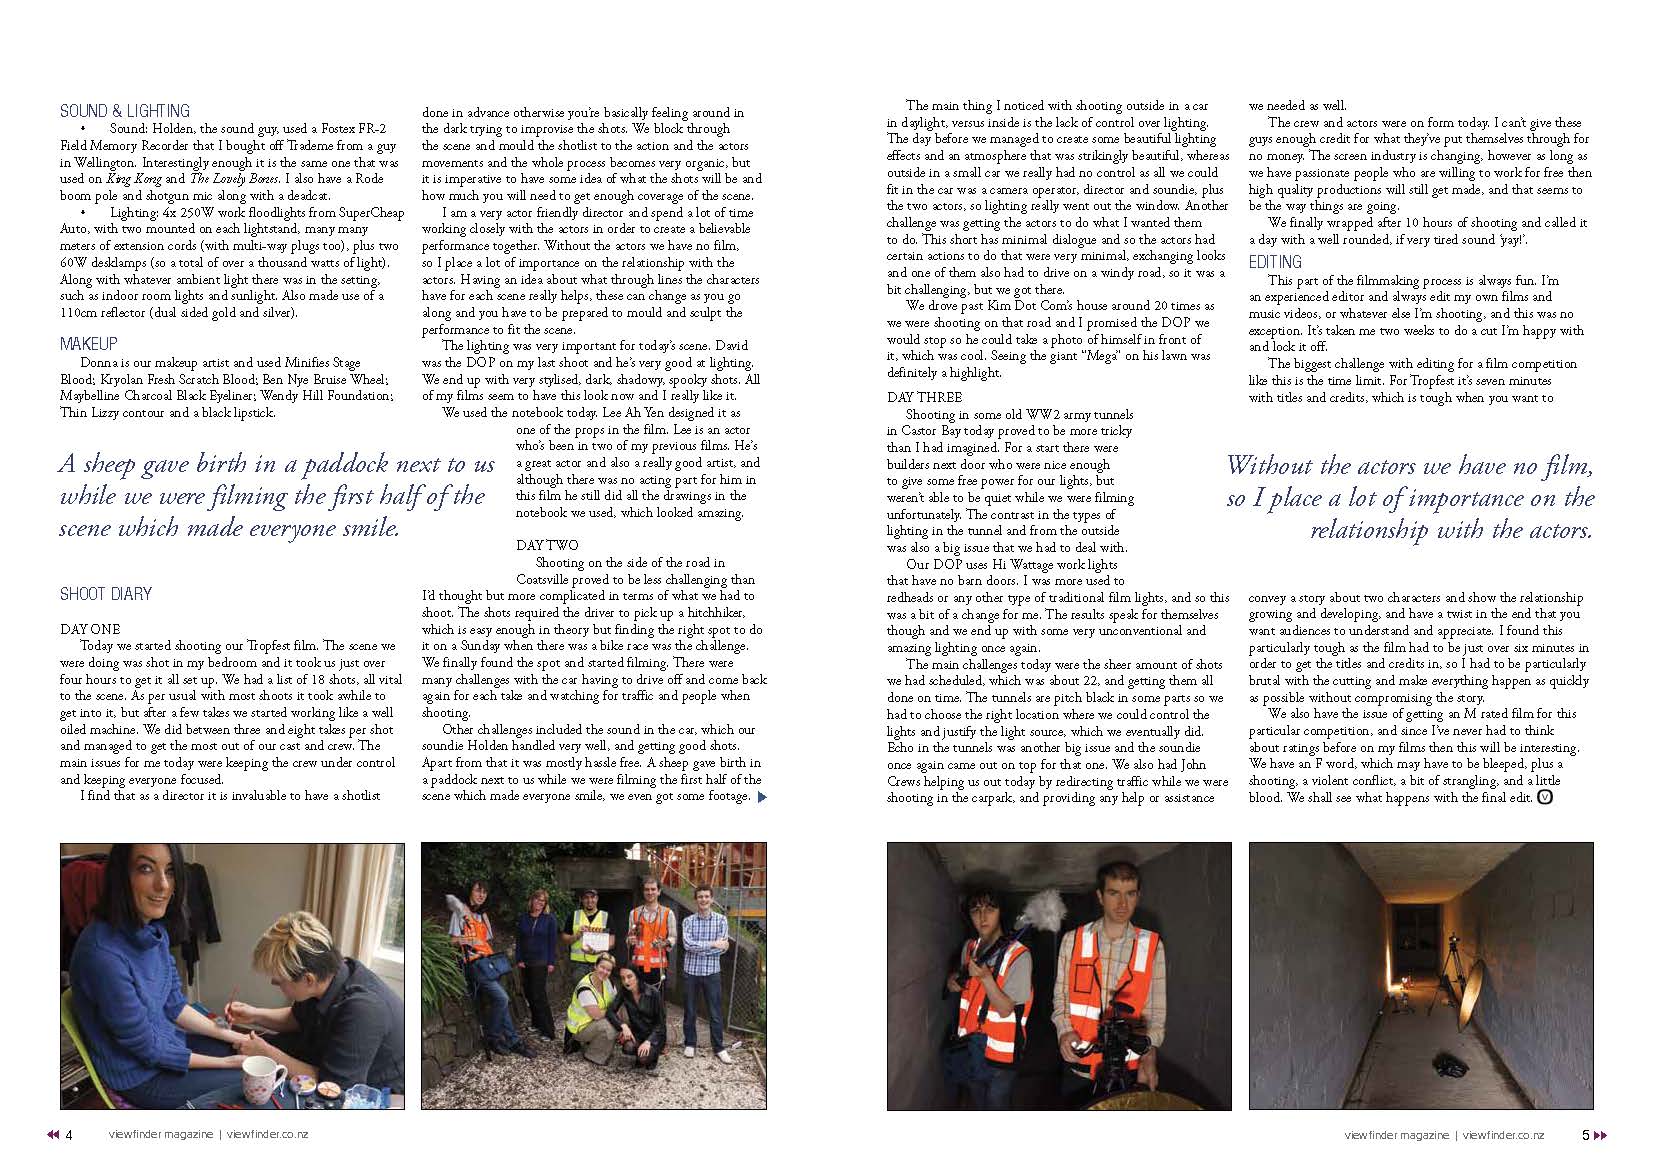 SOUND & LIGHTING
• Sound: Holden, the sound guy, used a Fostex FR-2
Field Memory Recorder that I bought off Trademe from a guy
in Wellington. Interestingly enough it is the same one that was
used on King Kong and The Lovely Bones. I also have a Rode
boom pole and shotgun mic along with a deadcat.
• Lighting: 4x 250W work floodlights from SuperCheap
Auto, with two mounted on each lightstand, many many
meters of extension cords (with multi-way plugs too), plus two
60W desklamps (so a total of over a thousand watts of light).
Along with whatever ambient light there was in the setting,
such as indoor room lights and sunlight. Also made use of a
110cm reflector (dual sided gold and silver).
MAKEUP
Donna is our makeup artist and used Minifies Stage
Blood; Kryolan Fresh Scratch Blood; Ben Nye Bruise Wheel;
Maybelline Charcoal Black Eyeliner; Wendy Hill Foundation;
Thin Lizzy contour and a black lipstick.
A sheep gave birth in a paddock next to us
while we were filming the first half of the
scene which made everyone smile.
SHOOT DIARY
DAY ONE
Today we started shooting our Tropfest film. The scene we
were doing was shot in my bedroom and it took us just over
four hours to get it all set up. We had a list of 18 shots, all vital
to the scene. As per usual with most shoots it took awhile to
get into it, but after a few takes we started working like a well
oiled machine. We did between three and eight takes per shot
and managed to get the most out of our cast and crew. The
main issues for me today were keeping the crew under control
and keeping everyone focused.
I find that as a director it is invaluable to have a shotlist
done in advance otherwise you're basically feeling around in
the dark trying to improvise the shots. We block through
the scene and mould the shotlist to the action and the actors
movements and the whole process becomes very organic, but
it is imperative to have some idea of what the shots will be and
how much you will need to get enough coverage of the scene.
I am a very actor friendly director and spend a lot of time
working closely with the actors in order to create a believable
performance together. Without the actors we have no film,
so I place a lot of importance on the relationship with the
actors. Having an idea about what through lines the characters
have for each scene really helps, these can change as you go
along and you have to be prepared to mould and sculpt the
performance to fit the scene.
The lighting was very important for today's scene. David
was the DOP on my last shoot and he's very good at lighting.
We end up with very stylised, dark, shadowy, spooky shots. All
of my films seem to have this look now and I really like it.
We used the notebook today. Lee Ah Yen designed it as
one of the props in the film. Lee is an actor
who's been in two of my previous films. He's
a great actor and also a really good artist, and
although there was no acting part for him in
this film he still did all the drawings in the
notebook we used, which looked amazing.
DAY TWO
Shooting on the side of the road in
Coatsville proved to be less challenging than
I'd thought but more complicated in terms of what we had to
shoot. The shots required the driver to pick up a hitchhiker,
which is easy enough in theory but finding the right spot to do
it on a Sunday when there was a bike race was the challenge.
We finally found the spot and started filming. There were
many challenges with the car having to drive off and come back
again for each take and watching for traffic and people when
shooting.
Other challenges included the sound in the car, which our
soundie Holden handled very well, and getting good shots.
Apart from that it was mostly hassle free. A sheep gave birth in
a paddock next to us while we were filming the first half of the
scene which made everyone smile, we even got some footage.
4 viewfinder magazine | viewfinder.co.nz
The main thing I noticed with shooting outside in a car
in daylight, versus inside is the lack of control over lighting.
The day before we managed to create some beautiful lighting
effects and an atmosphere that was strikingly beautiful, whereas
outside in a small car we really had no control as all we could
fit in the car was a camera operator, director and soundie, plus
the two actors, so lighting really went out the window. Another
challenge was getting the actors to do what I wanted them
to do. This short has minimal dialogue and so the actors had
certain actions to do that were very minimal, exchanging looks
and one of them also had to drive on a windy road, so it was a
bit challenging, but we got there.
We drove past Kim Dot Com's house around 20 times as
we were shooting on that road and I promised the DOP we
would stop so he could take a photo of himself in front of
it, which was cool. Seeing the giant "Mega" on his lawn was
definitely a highlight.
DAY THREE
Shooting in some old WW2 army tunnels
in Castor Bay today proved to be more tricky
than I had imagined. For a start there were
builders next door who were nice enough
to give some free power for our lights, but
weren't able to be quiet while we were filming
unfortunately. The contrast in the types of
lighting in the tunnel and from the outside
was also a big issue that we had to deal with.
Our DOP uses Hi Wattage work lights
that have no barn doors. I was more used to
redheads or any other type of traditional film lights, and so this
was a bit of a change for me. The results speak for themselves
though and we end up with some very unconventional and
amazing lighting once again.
The main challenges today were the sheer amount of shots
we had scheduled, which was about 22, and getting them all
done on time. The tunnels are pitch black in some parts so we
had to choose the right location where we could control the
lights and justify the light source, which we eventually did.
Echo in the tunnels was another big issue and the soundie
once again came out on top for that one. We also had John
Crews helping us out today by redirecting traffic while we were
shooting in the carpark, and providing any help or assistance
we needed as well.
The crew and actors were on form today. I can't give these
guys enough credit for what they've put themselves through for
no money. The screen industry is changing, however as long as
we have passionate people who are willing to work for free then
high quality productions will still get made, and that seems to
be the way things are going.
We finally wrapped after 10 hours of shooting and called it
a day with a well rounded, if very tired sound 'yay!'.
EDITING
This part of the filmmaking process is always fun. I'm
an experienced editor and always edit my own films and
music videos, or whatever else I'm shooting, and this was no
exception. It's taken me two weeks to do a cut I'm happy with
and lock it off.
The biggest challenge with editing for a film competition
like this is the time limit. For Tropfest it's seven minutes
with titles and credits, which is tough when you want to
Without the actors we have no film,
so I place a lot of importance on the
relationship with the actors.
convey a story about two characters and show the relationship
growing and developing, and have a twist in the end that you
want audiences to understand and appreciate. I found this
particularly tough as the film had to be just over six minutes in
order to get the titles and credits in, so I had to be particularly
brutal with the cutting and make everything happen as quickly
as possible without compromising the story.
We also have the issue of getting an M rated film for this
particular competition, and since I've never had to think
about ratings before on my films then this will be interesting.
We have an F word, which may have to be bleeped, plus a
shooting, a violent conflict, a bit of strangling, and a little
blood. We shall see what happens with the final edit. V
viewfinder magazine | viewfinder.co.nz 5